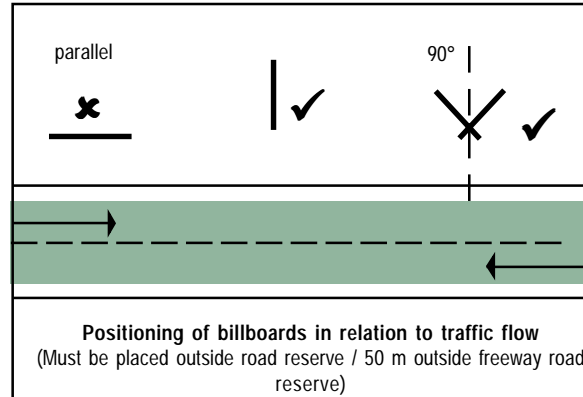 parallel
90°
Positioning of billboards in relation to traffic flow
(Must be placed outside road reserve / 50 m outside freeway road
reserve)